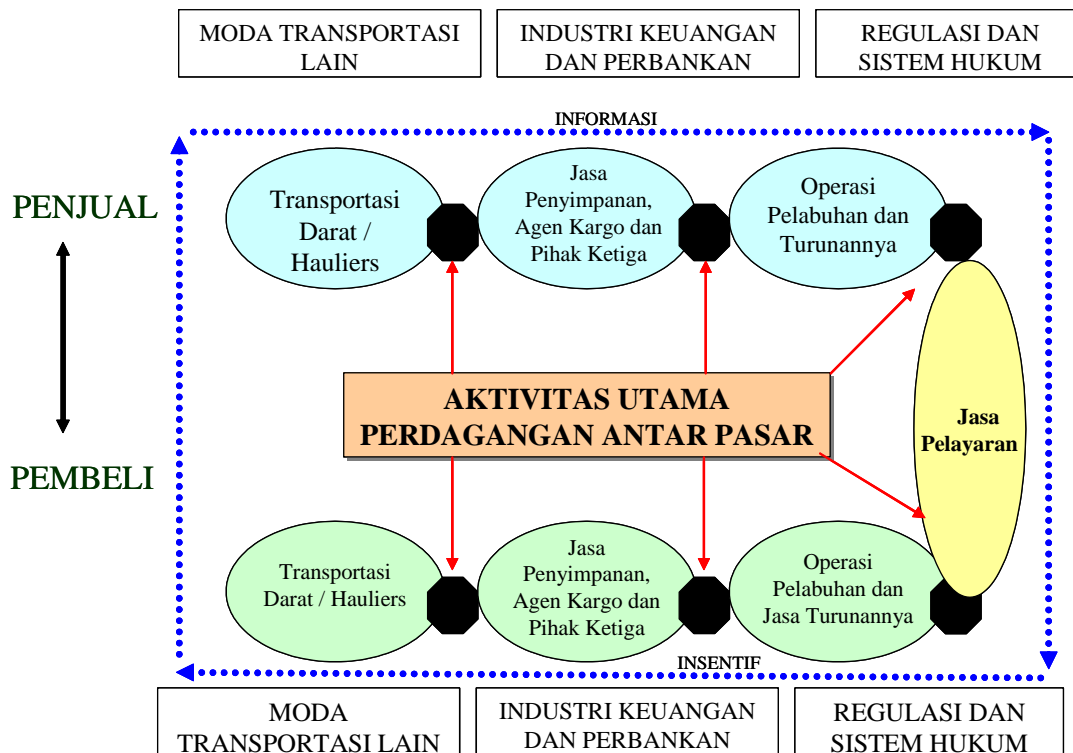 MODA TRANSPORTASI
LAIN
INDUSTRI KEUANGAN
DAN PERBANKAN
REGULASI DAN
SISTEM HUKUM
INFORMASI
PENJUAL
PEMBELI
Transportasi
Darat /
Hauliers
Jasa
Penyimpanan,
Agen Kargo dan
Pihak Ketiga
Operasi
Pelabuhan dan
Turunannya
AKTIVITAS UTAMA
PERDAGANGAN ANTAR PASAR
Jasa
Pelayaran
Transportasi
Darat / Hauliers
Jasa
Penyimpanan,
Agen Kargo dan
Pihak Ketiga
Operasi
Pelabuhan dan
Jasa Turunannya
INSENTIF
MODA
TRANSPORTASI LAIN
INDUSTRI KEUANGAN
DAN PERBANKAN
REGULASI DAN
SISTEM HUKUM